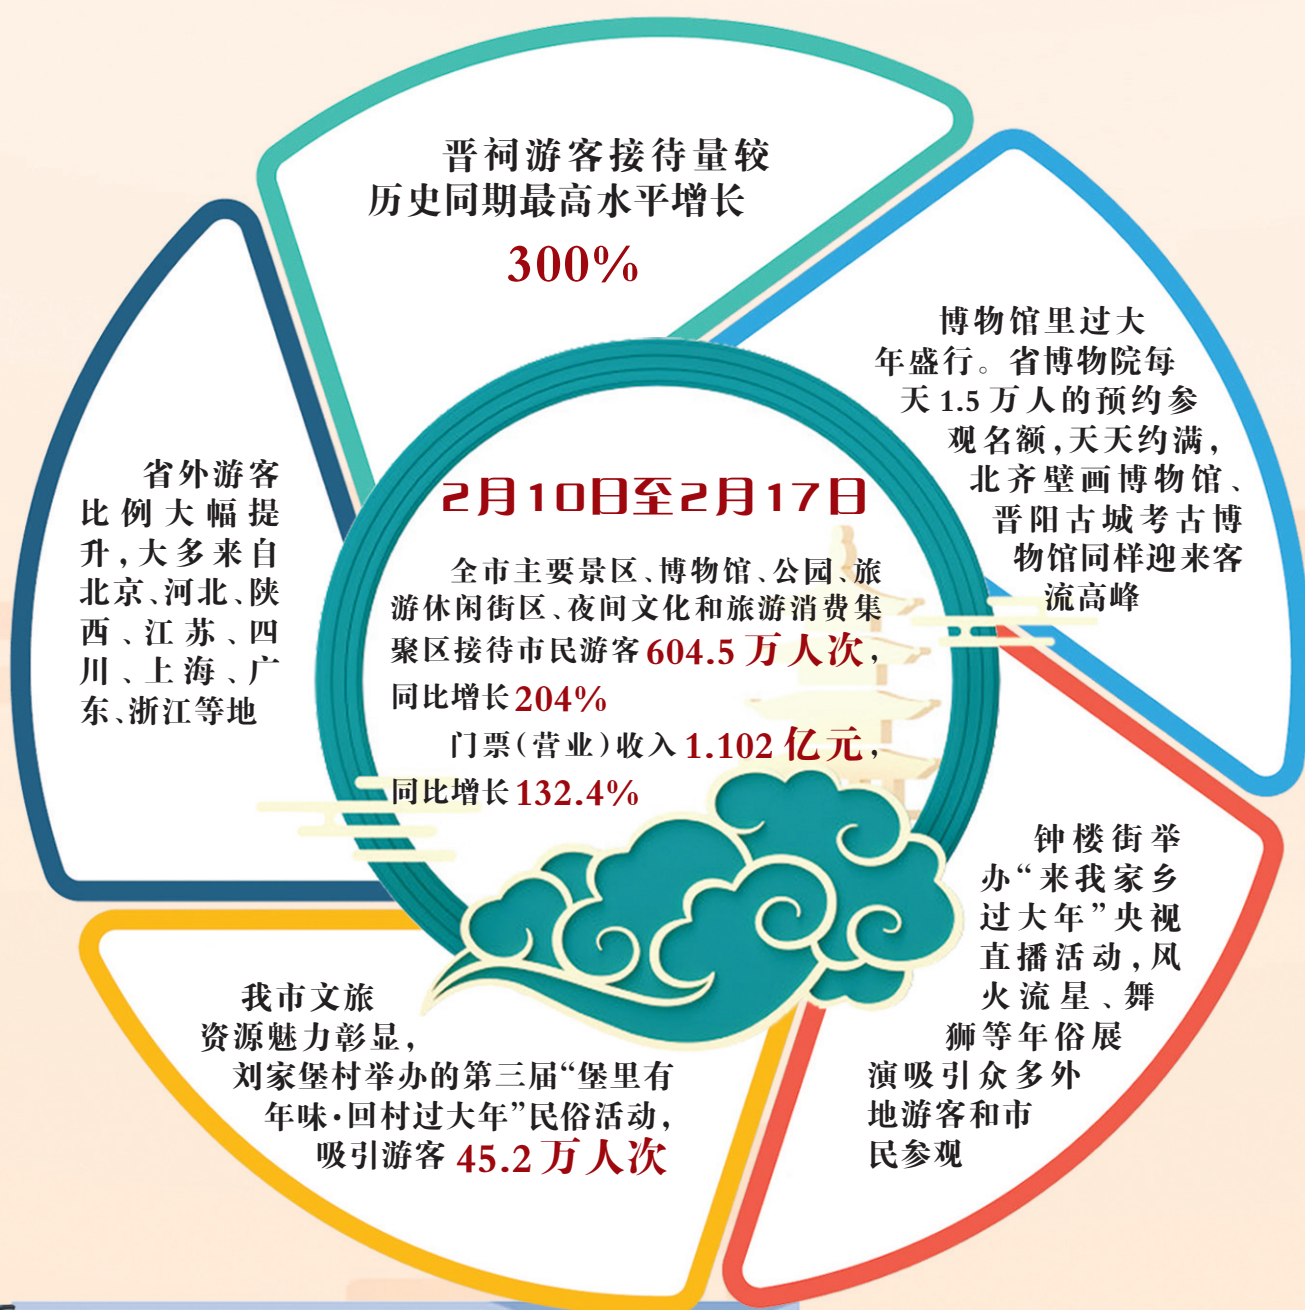 晋祠游客接待量较
历史同期最高水平增长
300%
博物馆里过大
年盛行。省博物院每
天1.5万人的预约参
观名额,天天约满,
北齐壁画博物馆、
晋阳古城考古博
物馆同样迎来客
流高峰
省外游客
比例大幅提
升,大多来自
北京、河北、陕
西、江苏、四
川、上海、广
东、浙江等地
2月10日至2月17日
全市主要景区、博物馆、公园、旅
游休闲街区、夜间文化和旅游消费集
聚区接待市民游客604.5万人次,
同比增长204%
门票(营业)收入1.102亿元,
同比增长132.4%
钟楼街举
办“来我家乡
过大年”央视
直播活动,风
火流星、舞
狮等年俗展
演吸引众多外
地游客和市
民参观
我市文旅
资源魅力彰显,
刘家堡村举办的第三届“堡里有
年味·回村过大年”民俗活动,
吸引游客45.2万人次